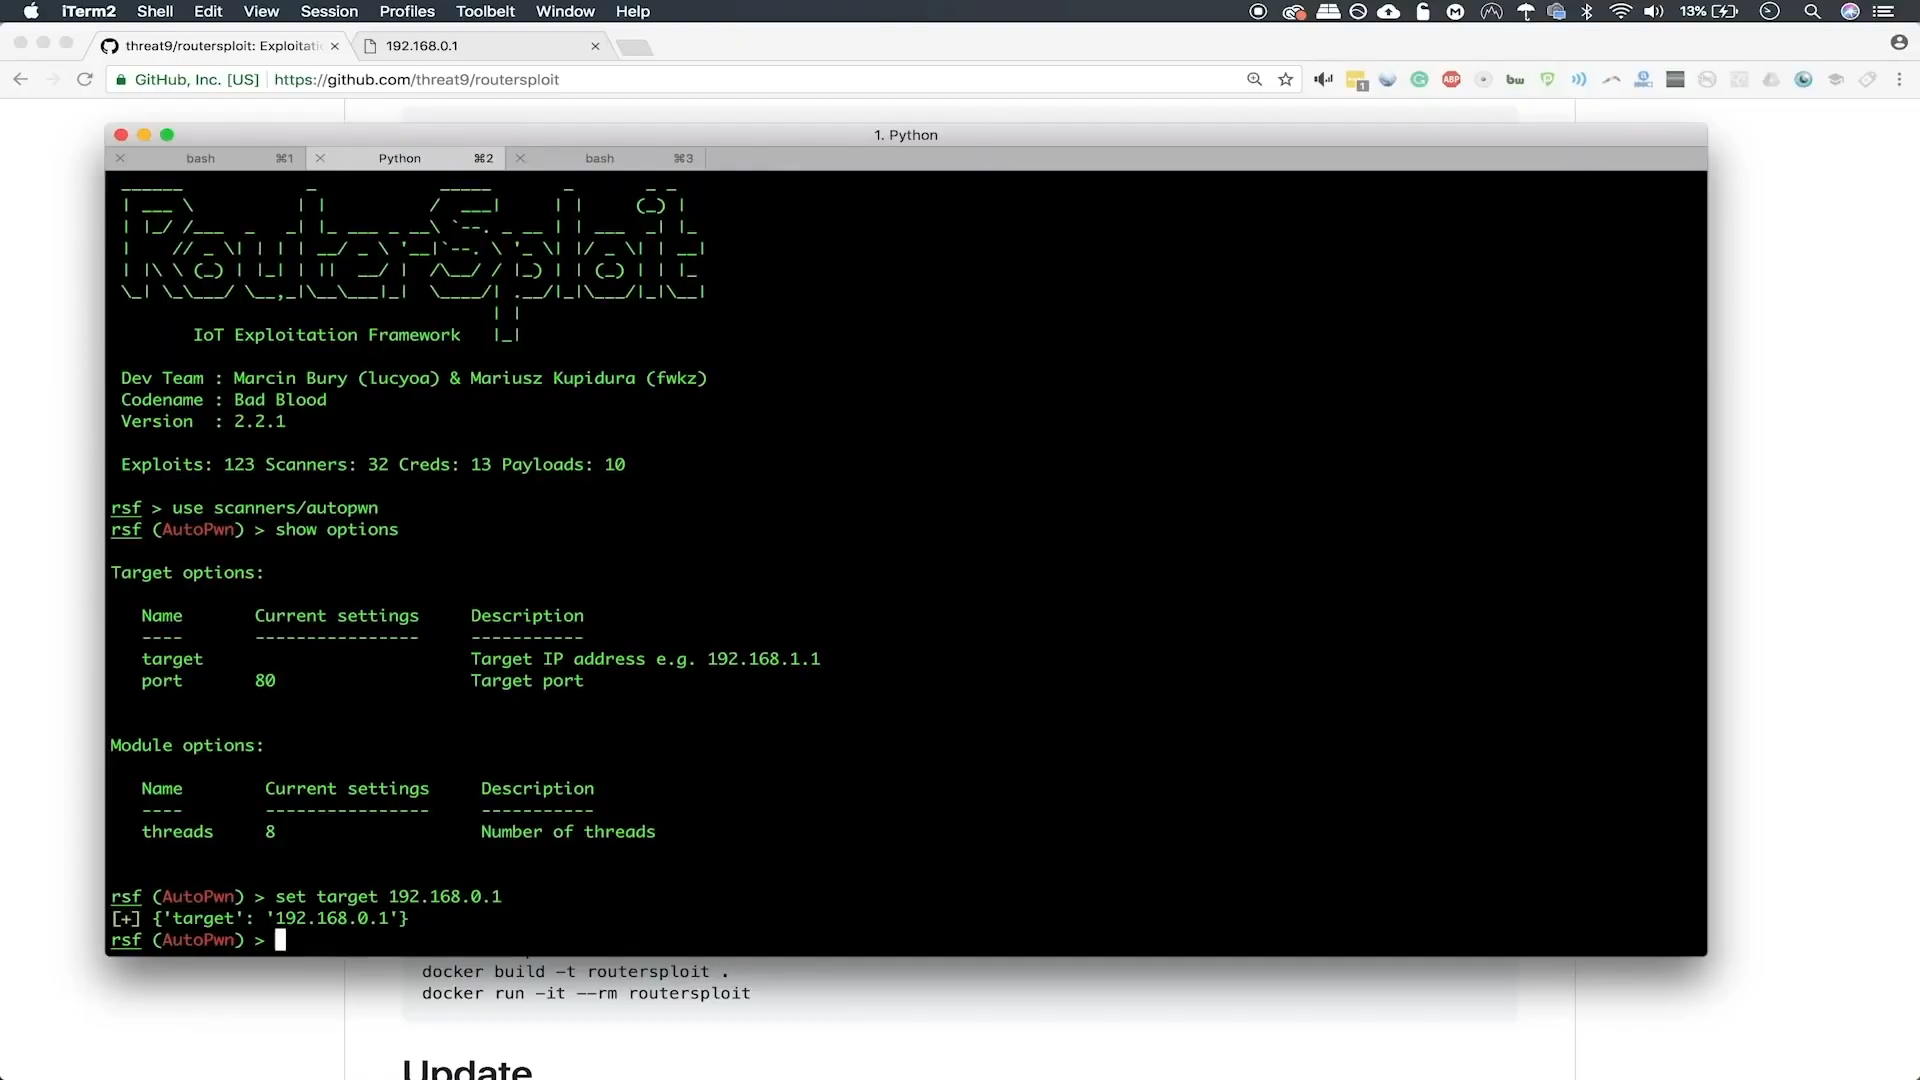 iTerm2 Shell Edit View Session Profiles Toolbelt Window Help 13%
threat9/routersploit: Exploitati 192.168.0.1
GitHub, Inc. [US] https://github.com/threat9/routersploit
1. Python
bash ⌘1 Python ⌘2 bash ⌘3
RouterSploit
IoT Exploitation Framework
Dev Team : Marcin Bury (lucyoa) & Mariusz Kupidura (fwkz)
Codename : Bad Blood
Version : 2.2.1
Exploits: 123 Scanners: 32 Creds: 13 Payloads: 10
rsf > use scanners/autopwn
rsf (AutoPwn) > show options
Target options:
Name Current settings Description
---- ---------------- -----------
target Target IP address e.g. 192.168.1.1
port 80 Target port
Module options:
Name Current settings Description
---- ---------------- -----------
threads 8 Number of threads
rsf (AutoPwn) > set target 192.168.0.1
[+] {'target': '192.168.0.1'}
rsf (AutoPwn) >
docker build -t routersploit .
docker run -it --rm routersploit
Update